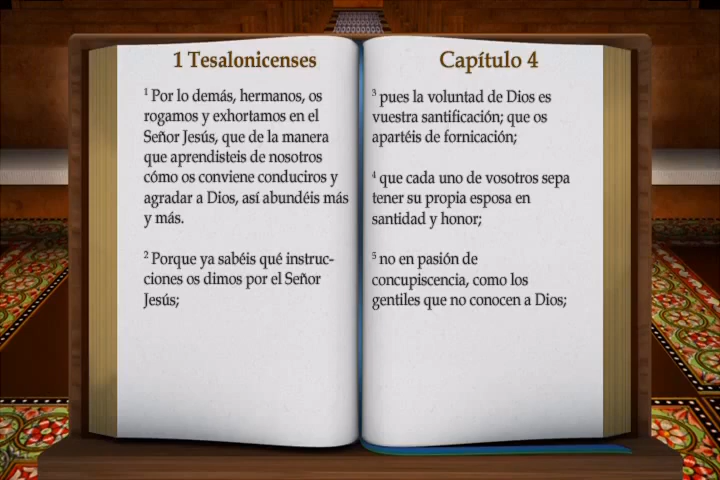 1 Tesalonicenses
1 Por lo demás, hermanos, os
rogamos y exhortamos en el
Señor Jesús, que de la manera
que aprendisteis de nosotros
cómo os conviene conduciros y
agradar a Dios, así abundéis más
y más.
2 Porque ya sabéis qué instruc-
ciones os dimos por el Señor
Jesús;
Capítulo 4
3 pues la voluntad de Dios es
vuestra santificación; que os
apartéis de fornicación;
4 que cada uno de vosotros sepa
tener su propia esposa en
santidad y honor;
5 no en pasión de
concupiscencia, como los
gentiles que no conocen a Dios;